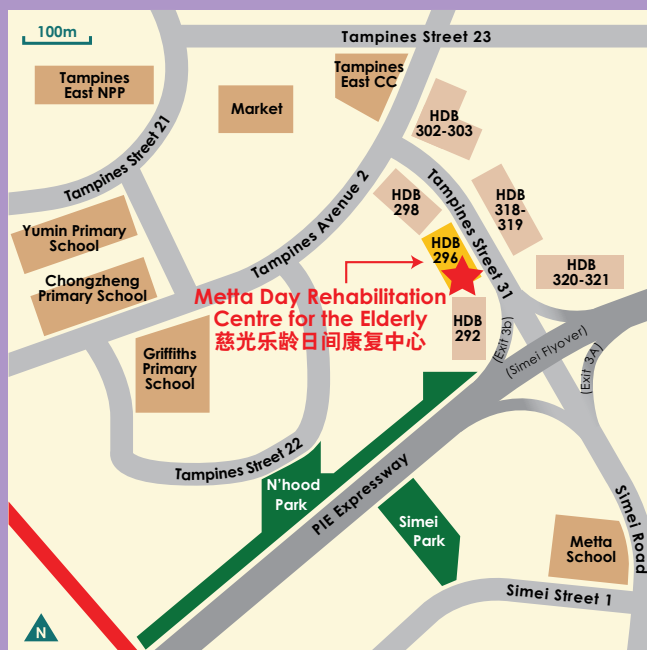 100m
Tampines Street 23
Tampines
East NPP
Market
Tampines
East CC
HDB
302-303
Tampines Street 21
Tampines Avenue 2
Tampines Street 31
HDB
298
HDB
318-
319
Yumin Primary
School
HDB
296
HDB
320-321
Chongzheng
Primary School
Metta Day Rehabilitation
Centre for the Elderly
慈光乐龄日间康复中心
HDB
292
(Exit 3b)
(Simei Flyover)
(Exit 3A)
Griffiths
Primary
School
Tampines Street 22
N'hood
Park
PIE Expressway
Simei
Park
Simei Road
Metta
School
Simei Street 1
N